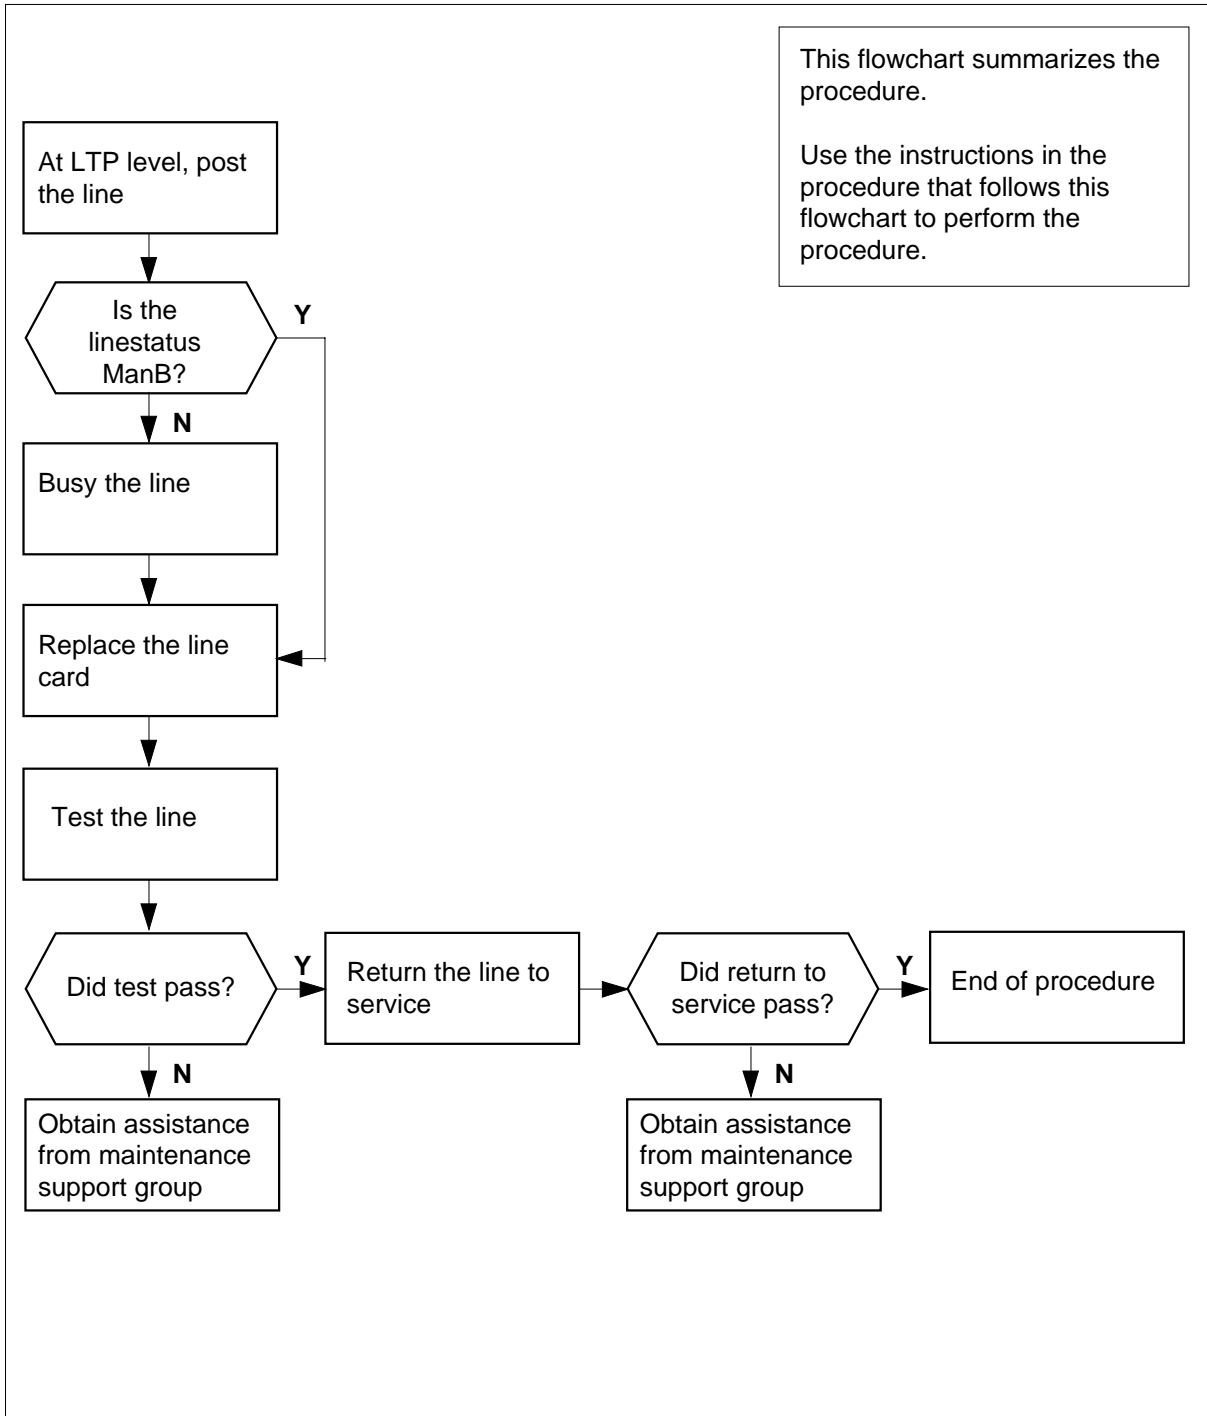 This flowchart summarizes the
procedure.
Use the instructions in the
procedure that follows this
flowchart to perform the
procedure.
At LTP level, post
the line
Is the
linestatus
ManB?
Y
N
Busy the line
Replace the line
card
Test the line
Did test pass?
Y
Return the line to
service
Did return to
service pass?
Y
End of procedure
N
Obtain assistance
from maintenance
support group
N
Obtain assistance
from maintenance
support group